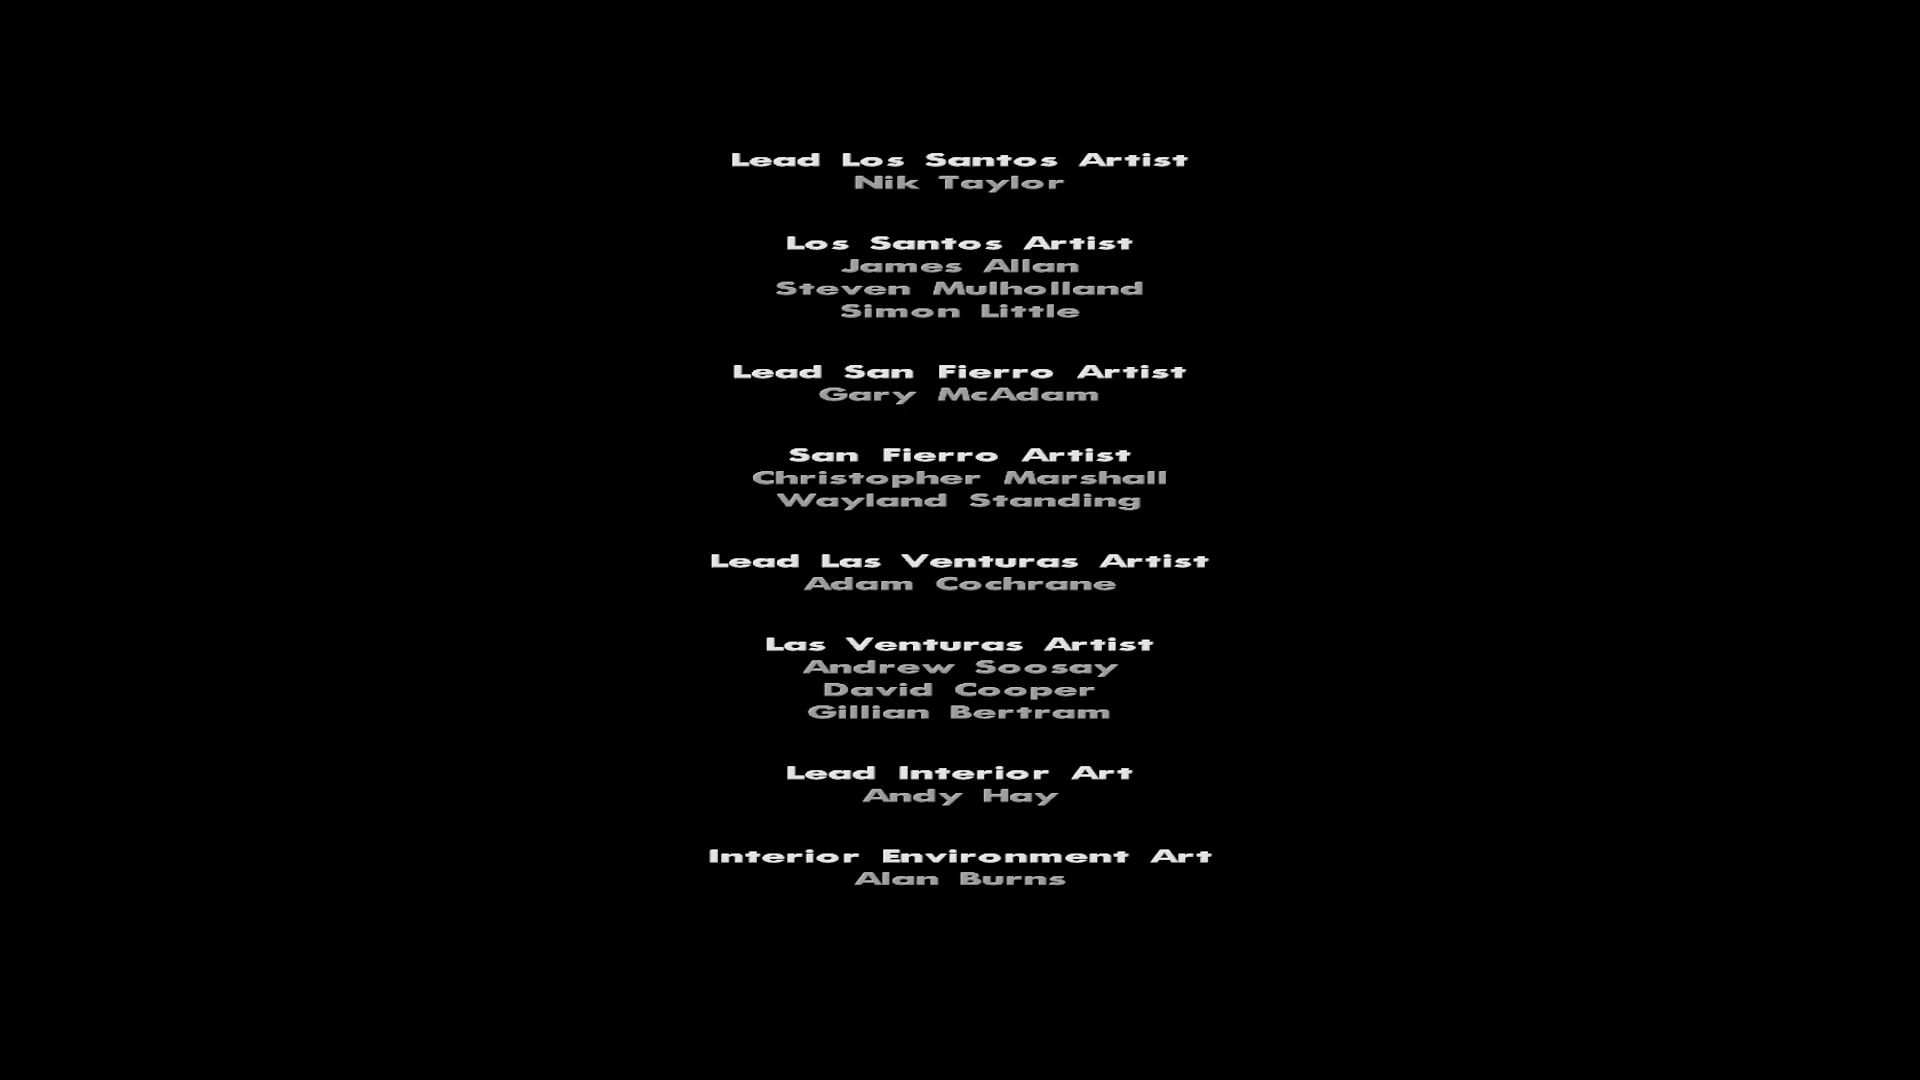 Lead Los Santos Artist
Nik Taylor
Los Santos Artist
James Allan
Steven Mulholland
Simon Little
Lead San Fierro Artist
Gary McAdam
San Fierro Artist
Christopher Marshall
Wayland Standing
Lead Las Venturas Artist
Adam Cochrane
Las Venturas Artist
Andrew Soosay
David Cooper
Gillian Bertram
Lead Interior Art
Andy Hay
Interior Environment Art
Alan Burns